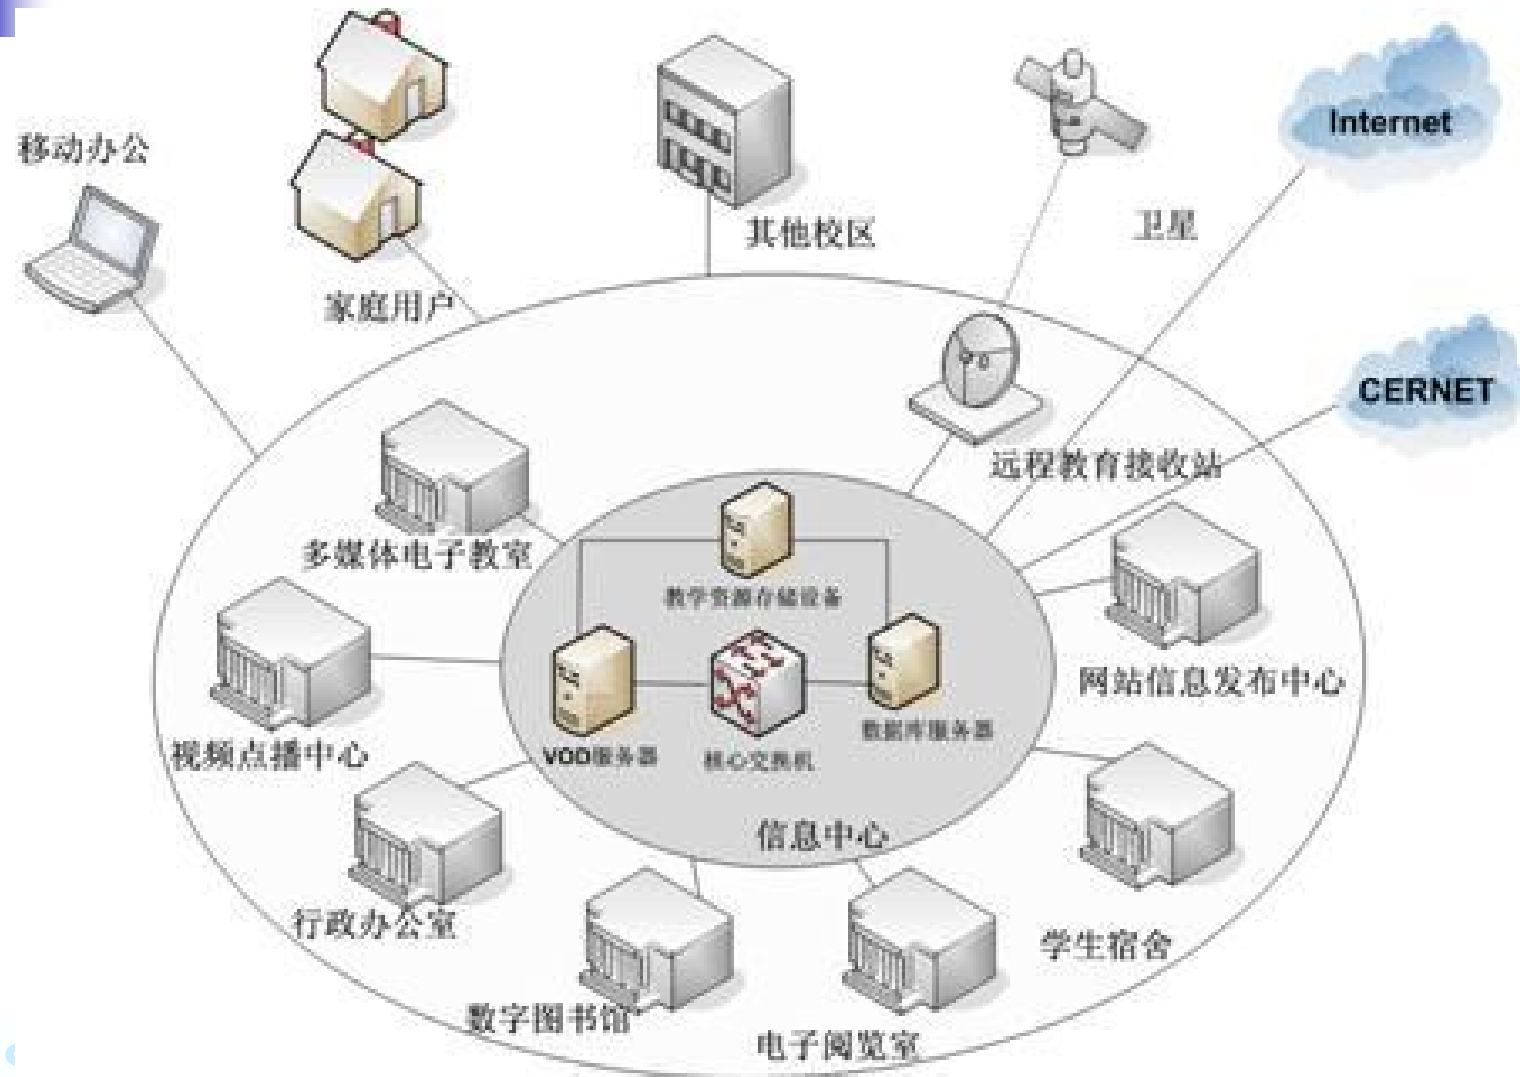 Internet
移动办公
其他校区
卫星
家庭用户
CERNET
远程教育接收站
多媒体电子教室
教学资源存储设备
网站信息发布中心
数据库服务器
视频点播中心
VOD服务器
核心交换机
信息中心
行政办公室
学生宿舍
数字图书馆
电子阅览室